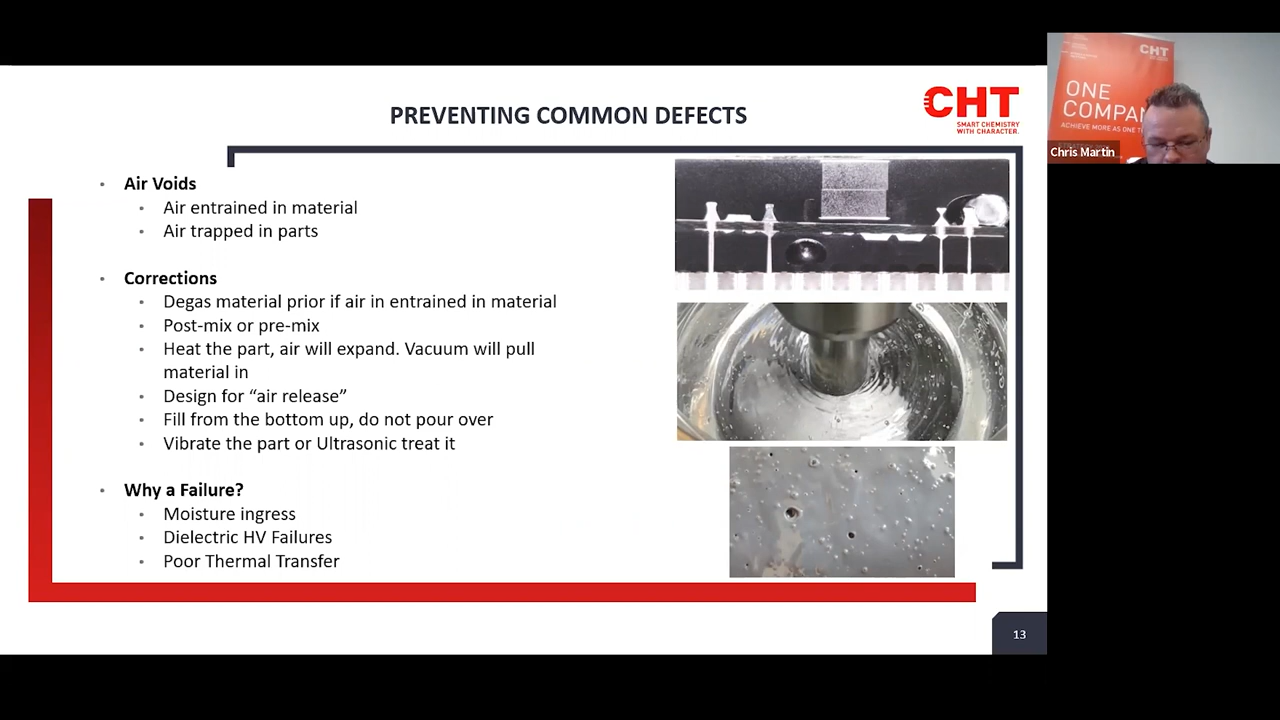 PREVENTING COMMON DEFECTS
CHT
SMART CHEMISTRY
WITH CHARACTER.
Air Voids
Air entrained in material
Air trapped in parts
Corrections
Degas material prior if air in entrained in material
Post-mix or pre-mix
Heat the part, air will expand. Vacuum will pull
material in
Design for “air release”
Fill from the bottom up, do not pour over
Vibrate the part or Ultrasonic treat it
Why a Failure?
Moisture ingress
Dielectric HV Failures
Poor Thermal Transfer
13
CHT
ONE
COMPAN
ACHIEVE MORE AS ONE
Chris Martin